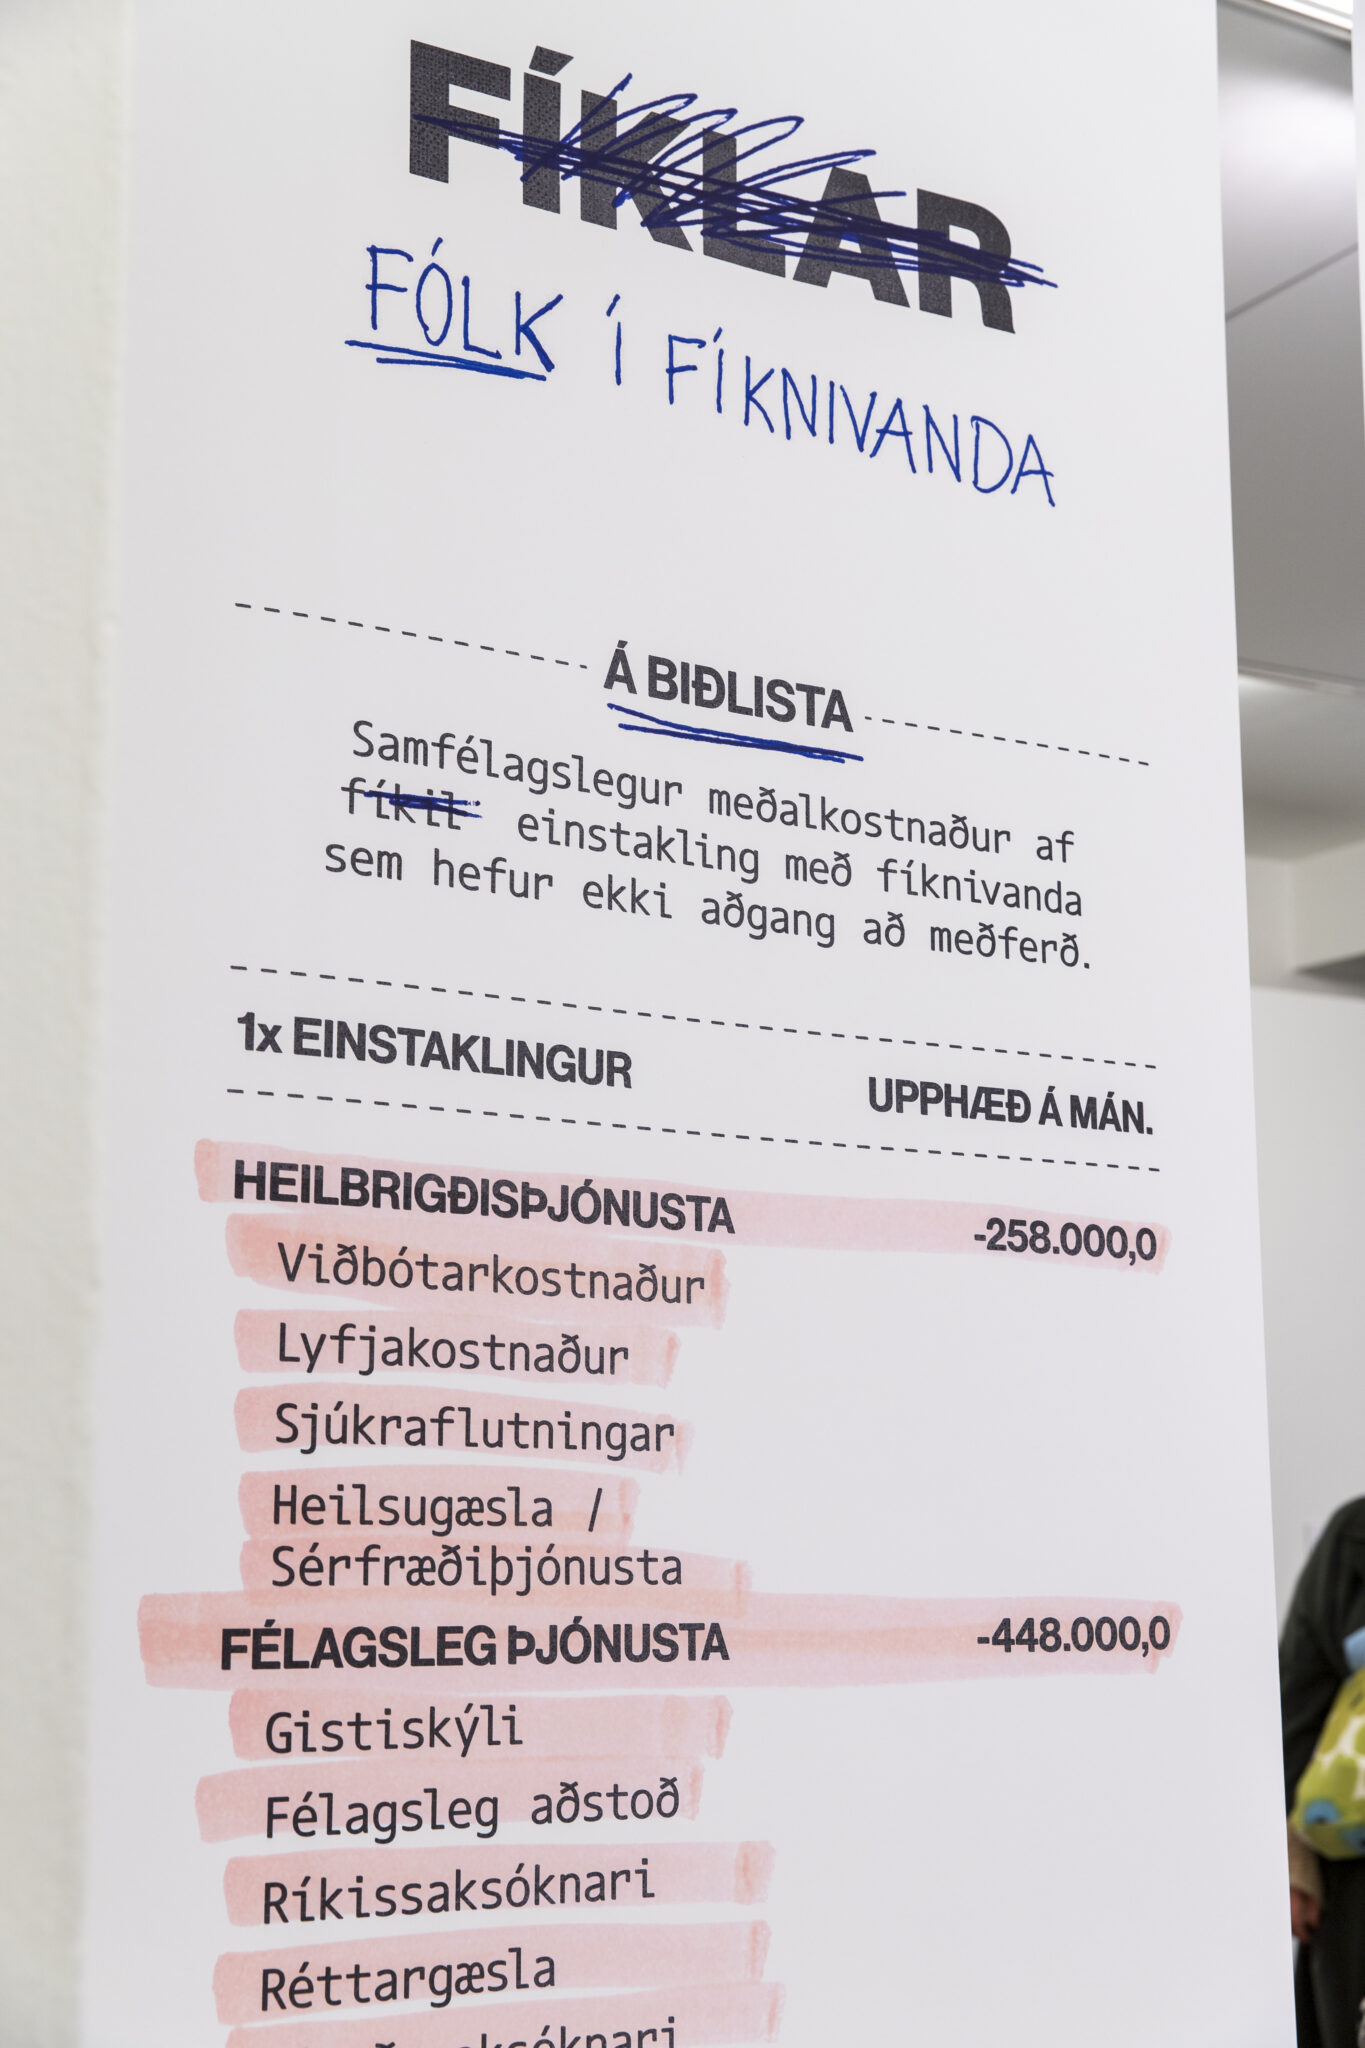 FÍKLAR
FÓLK Í FÍKNIVANDA
Á BIÐLISTA
Samfélagslegur meðalkostnaður af
fíkil einstakling með fíknivanda
sem hefur ekki aðgang að meðferð.
1x EINSTAKLINGUR UPPHÆÐ Á MÁN.
HEILBRIGÐISÞJÓNUSTA -258.000,0
Viðbótarkostnaður
Lyfjakostnaður
Sjúkraflutningar
Heilsugæsla /
Sérfræðiþjónusta
FÉLAGSLEG ÞJÓNUSTA -448.000,0
Gistiskýli
Félagsleg aðstoð
Ríkissaksóknari
Réttargæsla